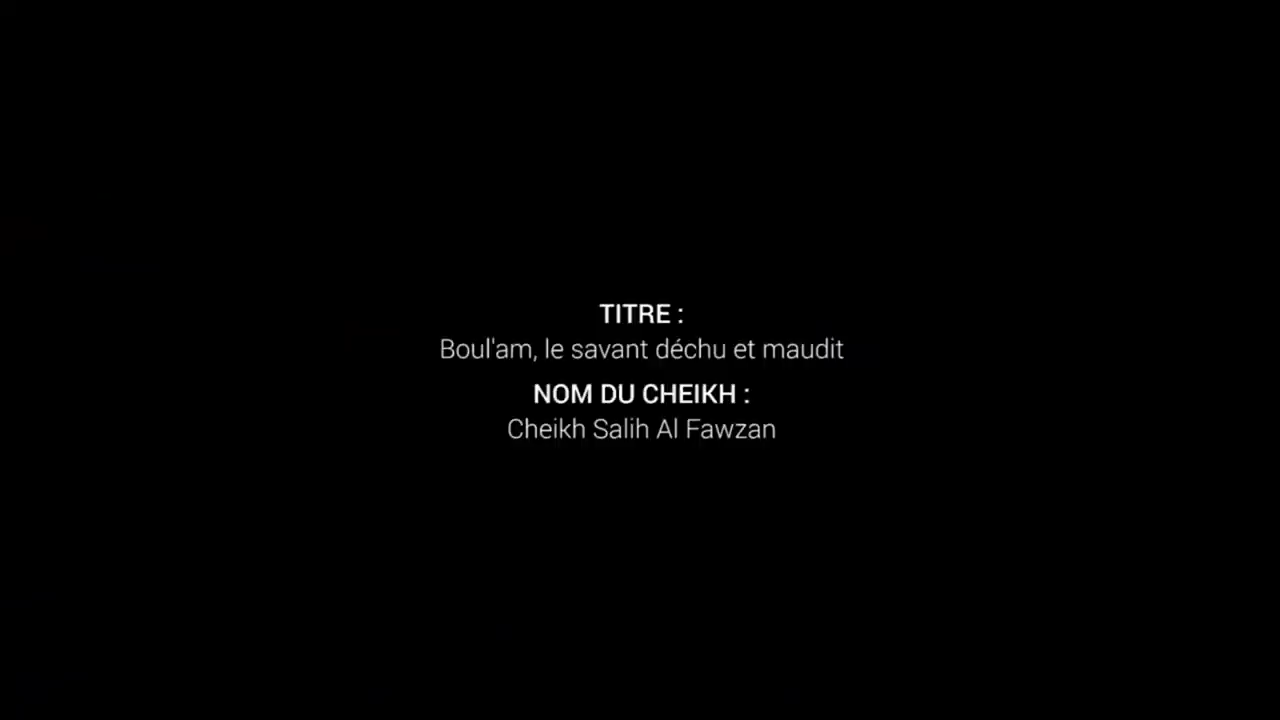 TITRE :
Boul'am, le savant déchu et maudit
NOM DU CHEIKH :
Cheikh Salih Al Fawzan